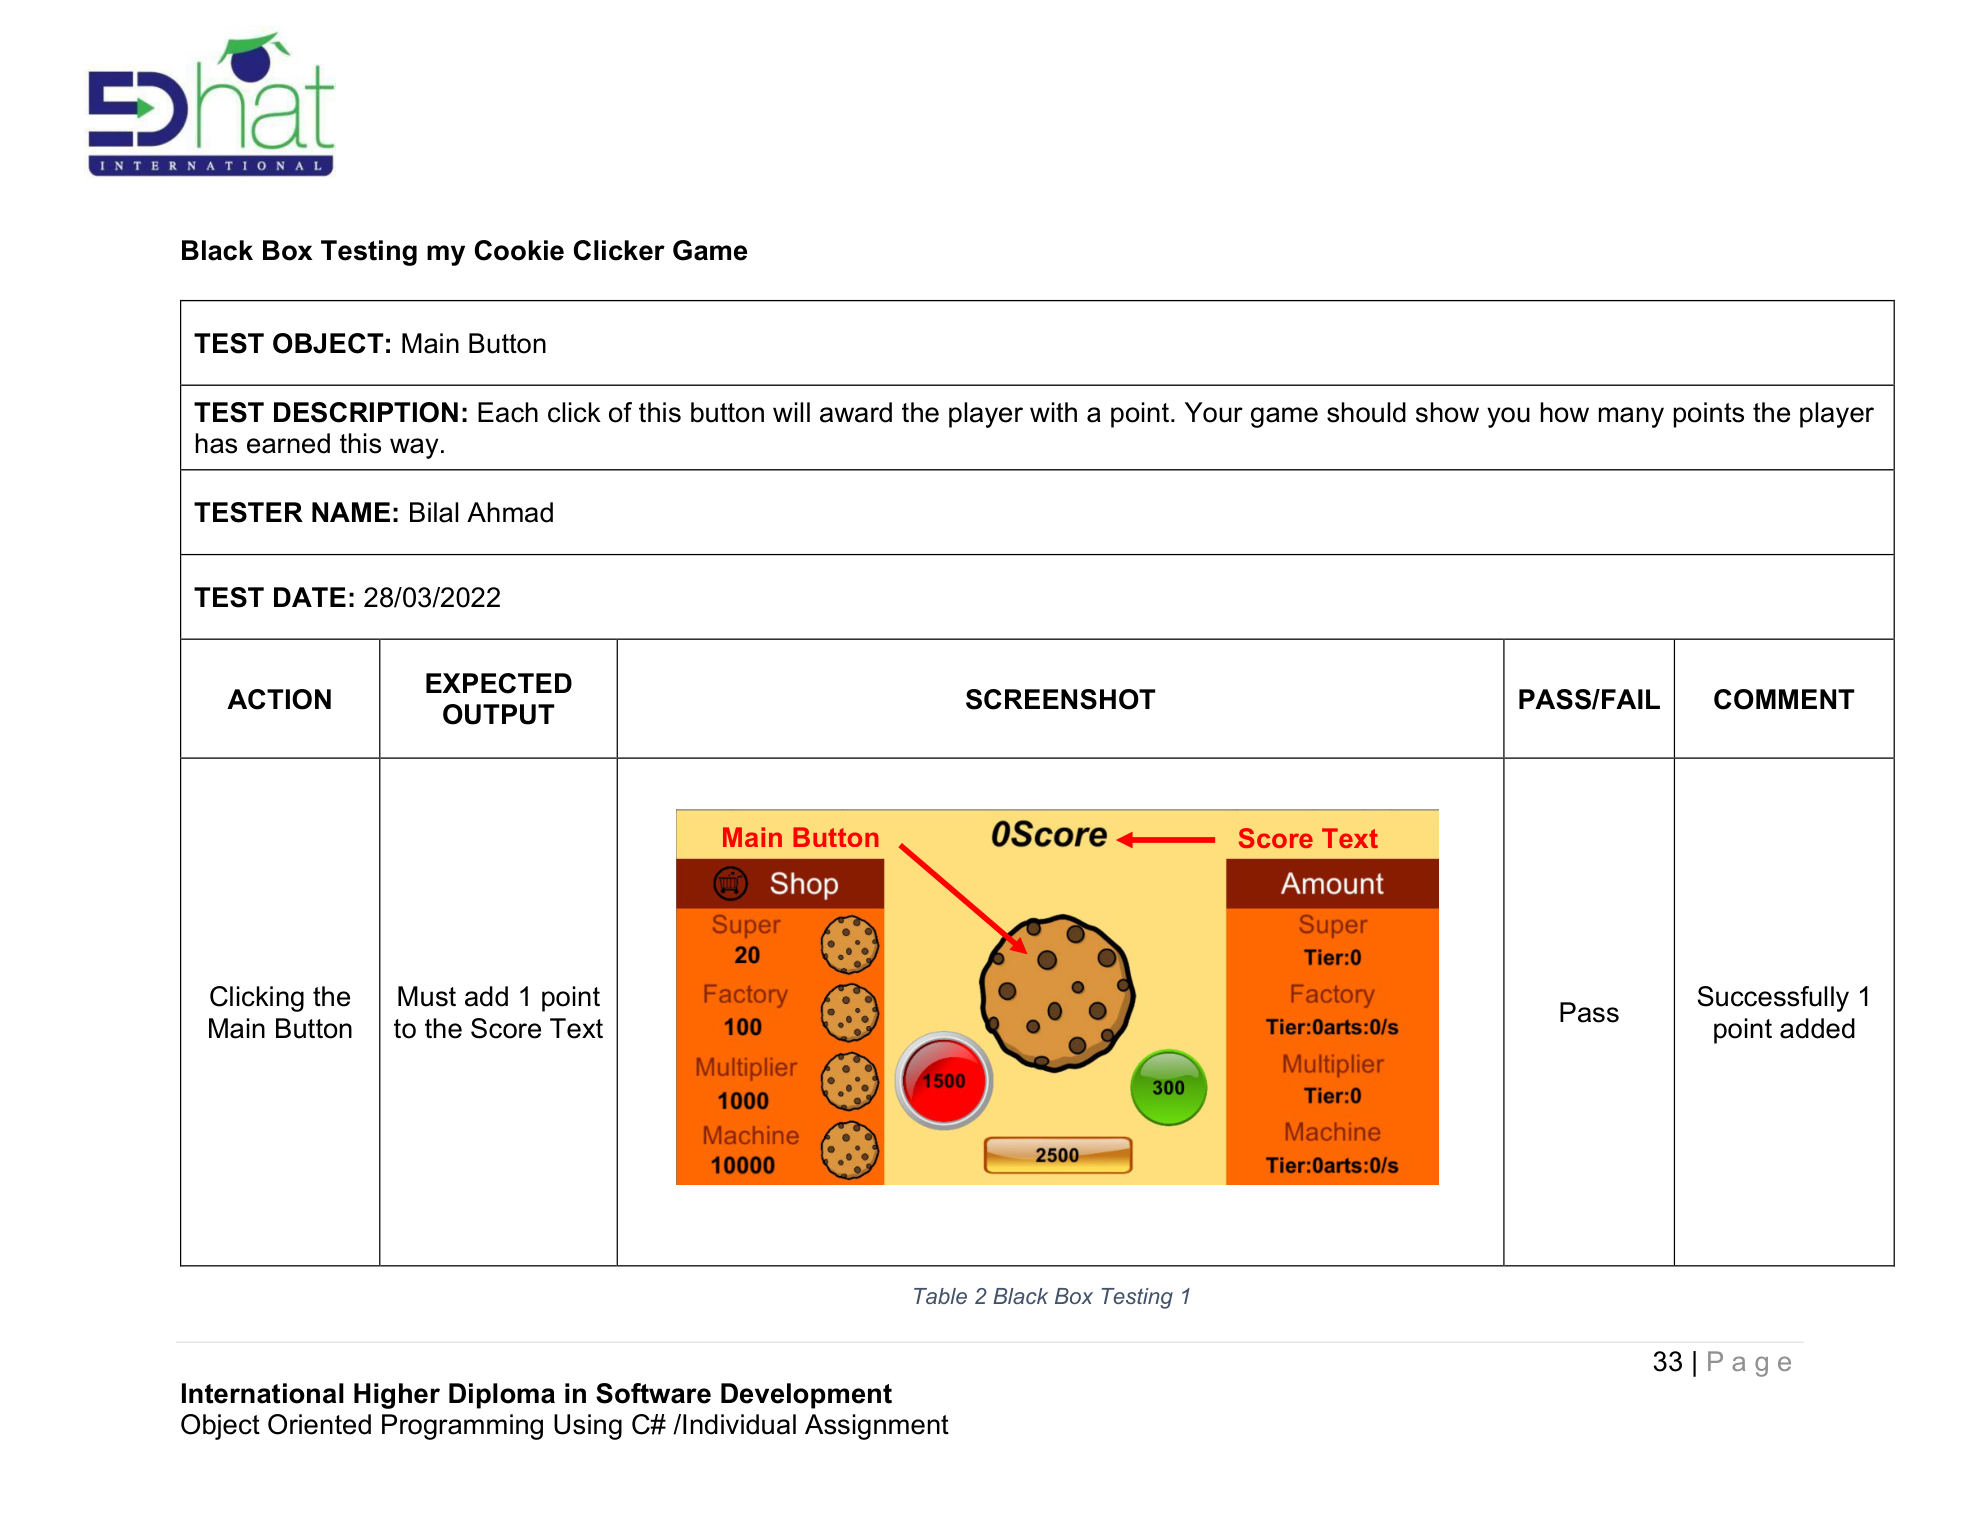 EDhat
INTERNATIONAL
Black Box Testing my Cookie Clicker Game
TEST OBJECT: Main Button
TEST DESCRIPTION: Each click of this button will award the player with a point. Your game should show you how many points the player
has earned this way.
TESTER NAME: Bilal Ahmad
TEST DATE: 28/03/2022
ACTION
EXPECTED
OUTPUT
SCREENSHOT
PASS/FAIL
COMMENT
Clicking the
Main Button
Must add 1 point
to the Score Text
Main Button
0Score
Score Text
Shop
Super
20
Factory
100
Multiplier
1000
Machine
10000
1500
300
2500
Amount
Super
Tier:0
Factory
Tier:0arts:0/s
Multiplier
Tier:0
Machine
Tier:0arts:0/s
Pass
Successfully 1
point added
Table 2 Black Box Testing 1
33 | Page
International Higher Diploma in Software Development
Object Oriented Programming Using C# /Individual Assignment